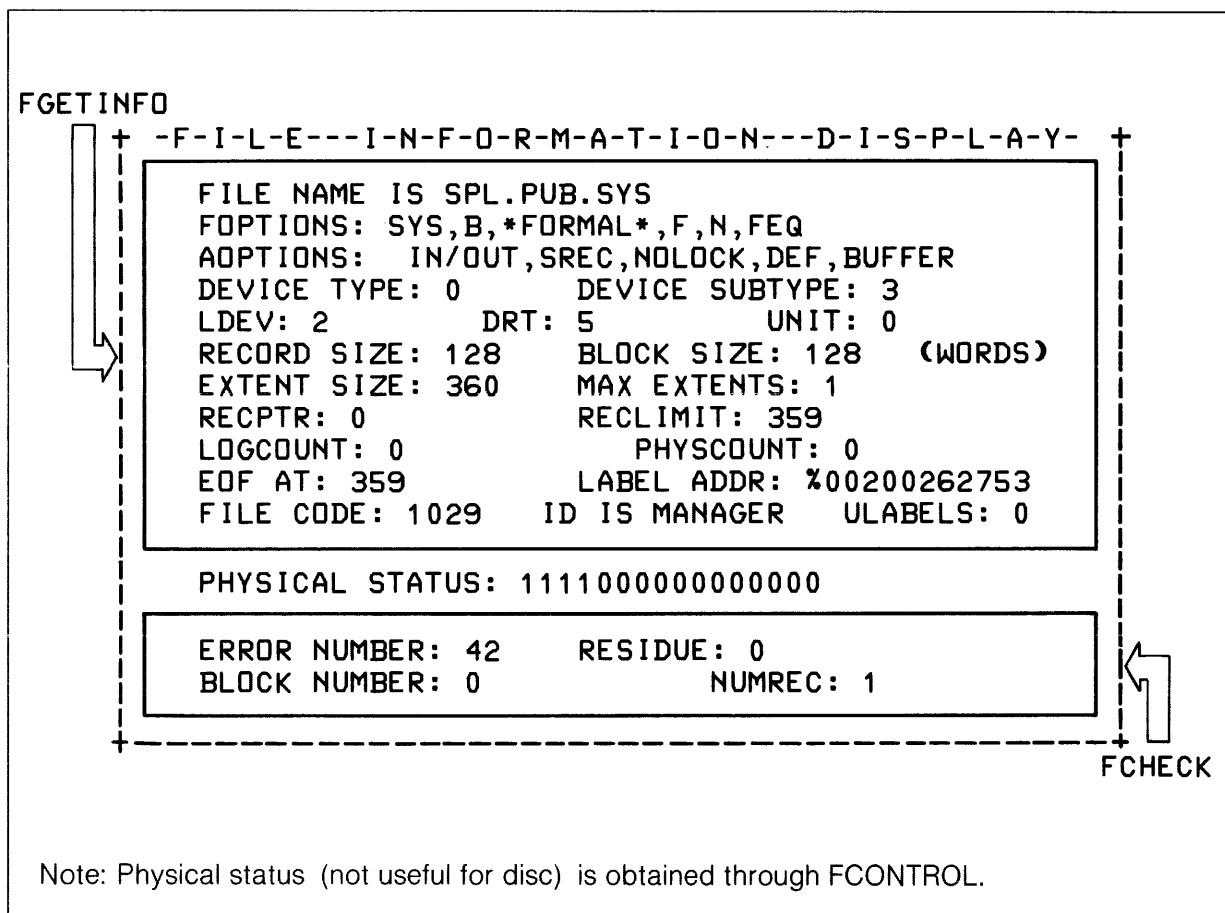 FGETINFO
+ -F-I-L-E---I-N-F-O-R-M-A-T-I-O-N---D-I-S-P-L-A-Y- +
FILE NAME IS SPL.PUB.SYS
FOPTIONS: SYS,B,*FORMAL*,F,N,FEQ
AOPTIONS: IN/OUT,SREC,NOLOCK,DEF,BUFFER
DEVICE TYPE: 0 DEVICE SUBTYPE: 3
LDEV: 2 DRT: 5 UNIT: 0
RECORD SIZE: 128 BLOCK SIZE: 128 (WORDS)
EXTENT SIZE: 360 MAX EXTENTS: 1
RECPTR: 0 RECLIMIT: 359
LOGCOUNT: 0 PHYSCOUNT: 0
EOF AT: 359 LABEL ADDR: %00200262753
FILE CODE: 1029 ID IS MANAGER ULABELS: 0
PHYSICAL STATUS: 1111000000000000
ERROR NUMBER: 42 RESIDUE: 0
BLOCK NUMBER: 0 NUMREC: 1
FCHECK
Note: Physical status (not useful for disc) is obtained through FCONTROL.